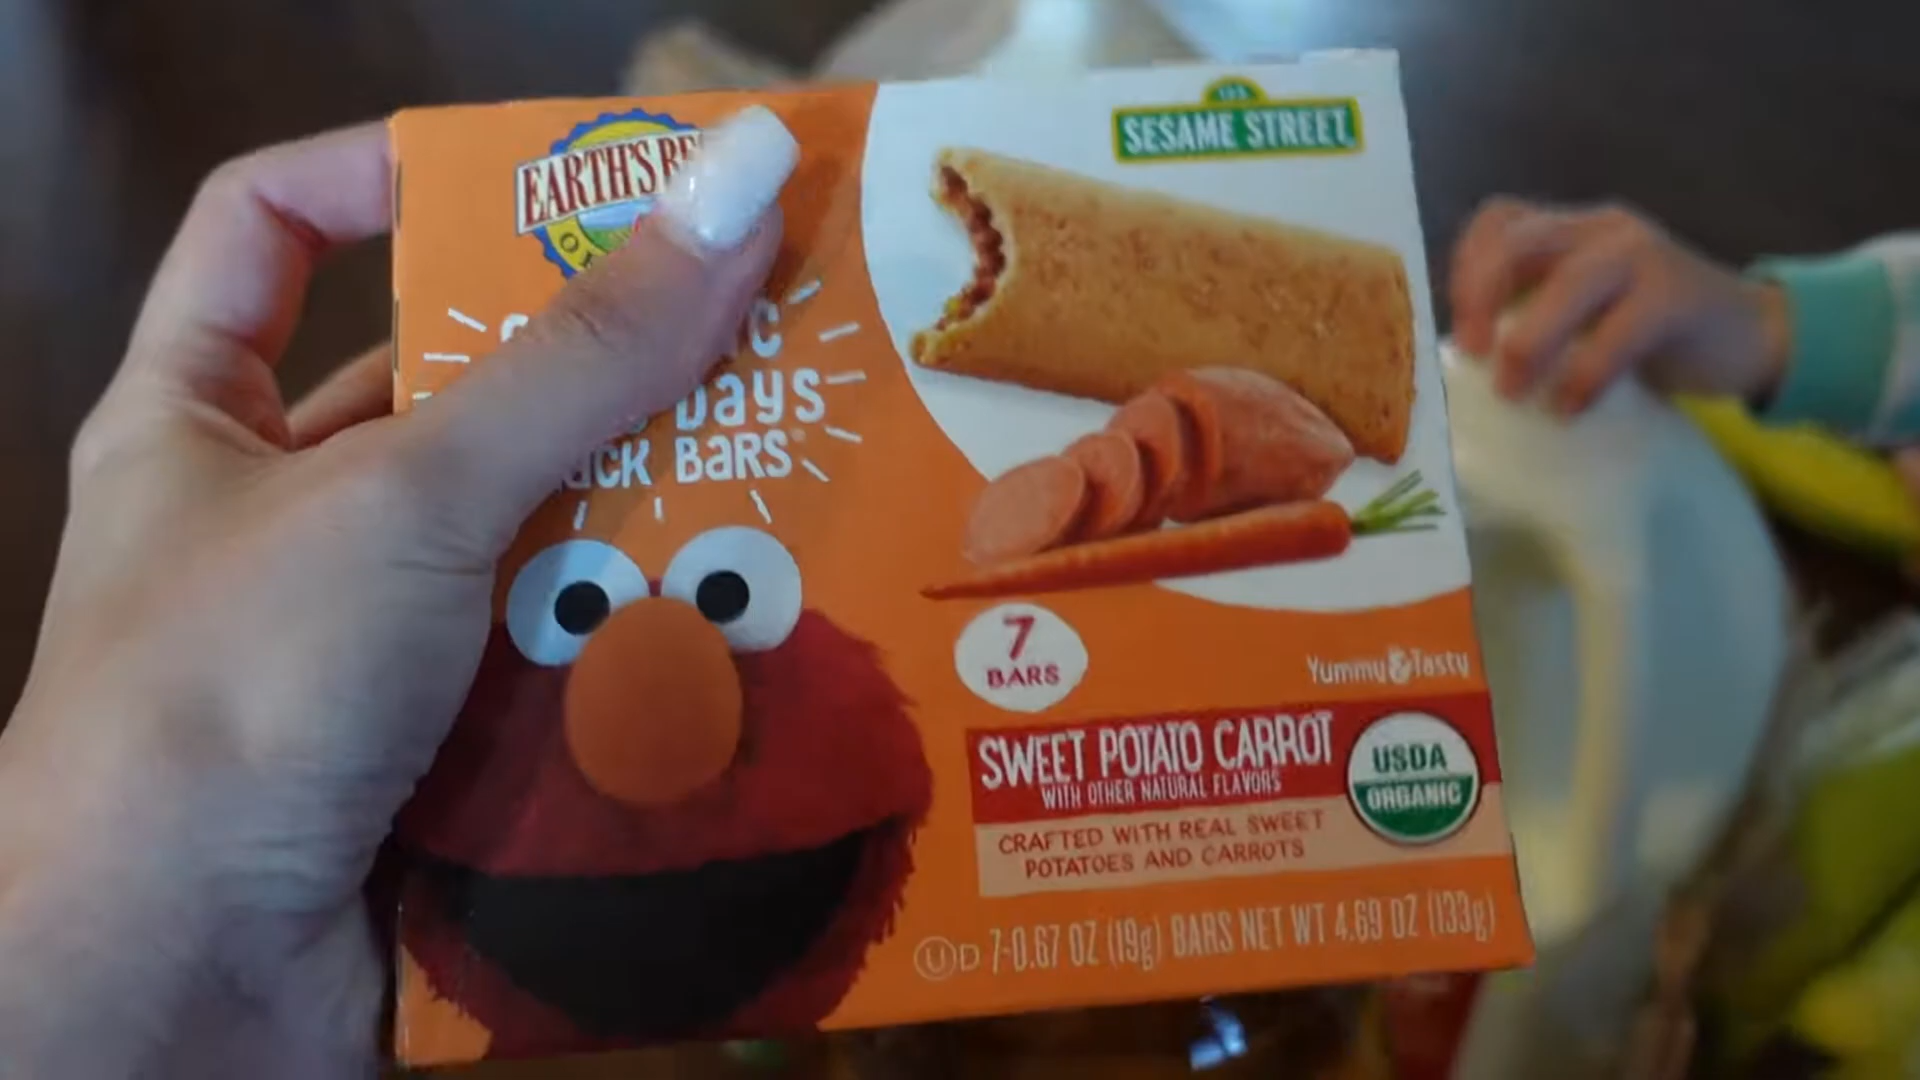 EARTH'S
SESAME STREET
Days
BARS
7
BARS
Yummy & Tasty
SWEET POTATO CARROT
WITH OTHER NATURAL FLAVORS
CRAFTED WITH REAL SWEET
POTATOES AND CARROTS
USDA
ORGANIC
U D 7-0.67 OZ (19g) BARS NET WT 4.69 OZ (133g)